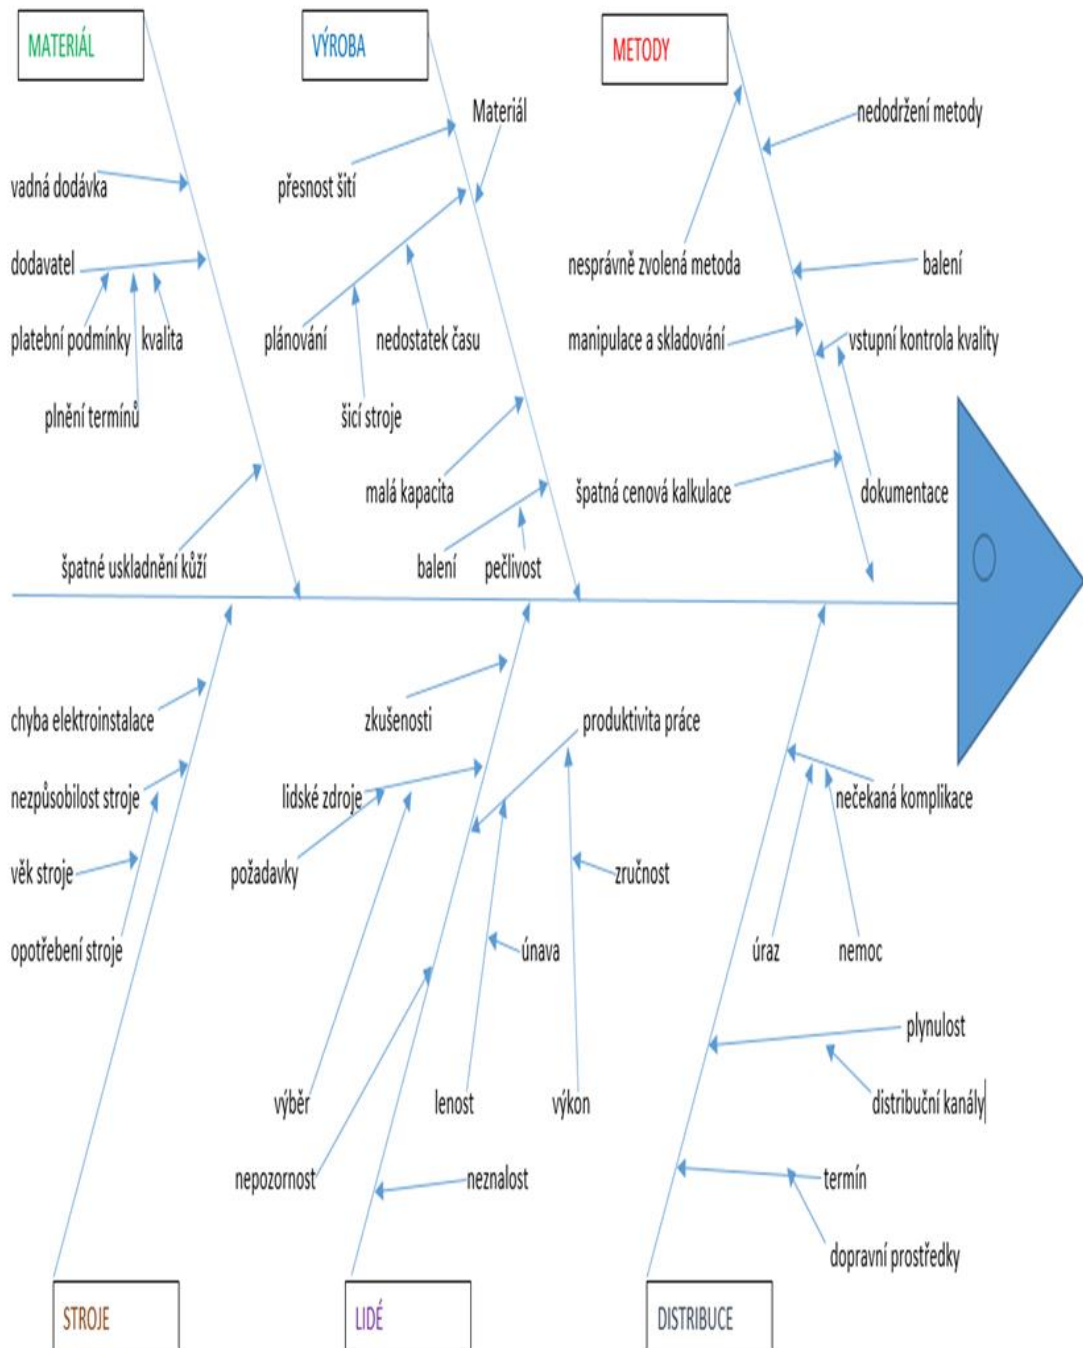 MATERIÁL
VÝROBA
METODY
Materiál
nedodržení metody
vadná dodávka
přesnost šití
dodavatel
nesprávně zvolená metoda
balení
platební podmínky
kvalita
plánování
nedostatek času
manipulace a skladování
vstupní kontrola kvality
plnění termínů
šicí stroje
malá kapacita
špatná cenová kalkulace
dokumentace
špatné uskladnění kůží
balení
pečlivost
chyba elektroinstalace
zkušenosti
produktivita práce
nezpůsobilost stroje
lidské zdroje
nečekaná komplikace
věk stroje
požadavky
zručnost
opotřebení stroje
únava
úraz
nemoc
plynulost
výběr
lenost
výkon
distribuční kanály
nepozornost
neznalost
termín
dopravní prostředky
STROJE
LIDÉ
DISTRIBUCE